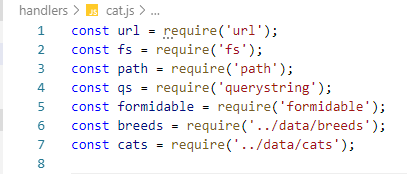 handlers > JS cat.js > ...
1 const url = require('url');
2 const fs = require('fs');
3 const path = require('path');
4 const qs = require('querystring');
5 const formidable = require('formidable');
6 const breeds = require('../data/breeds');
7 const cats = require('../data/cats');
8